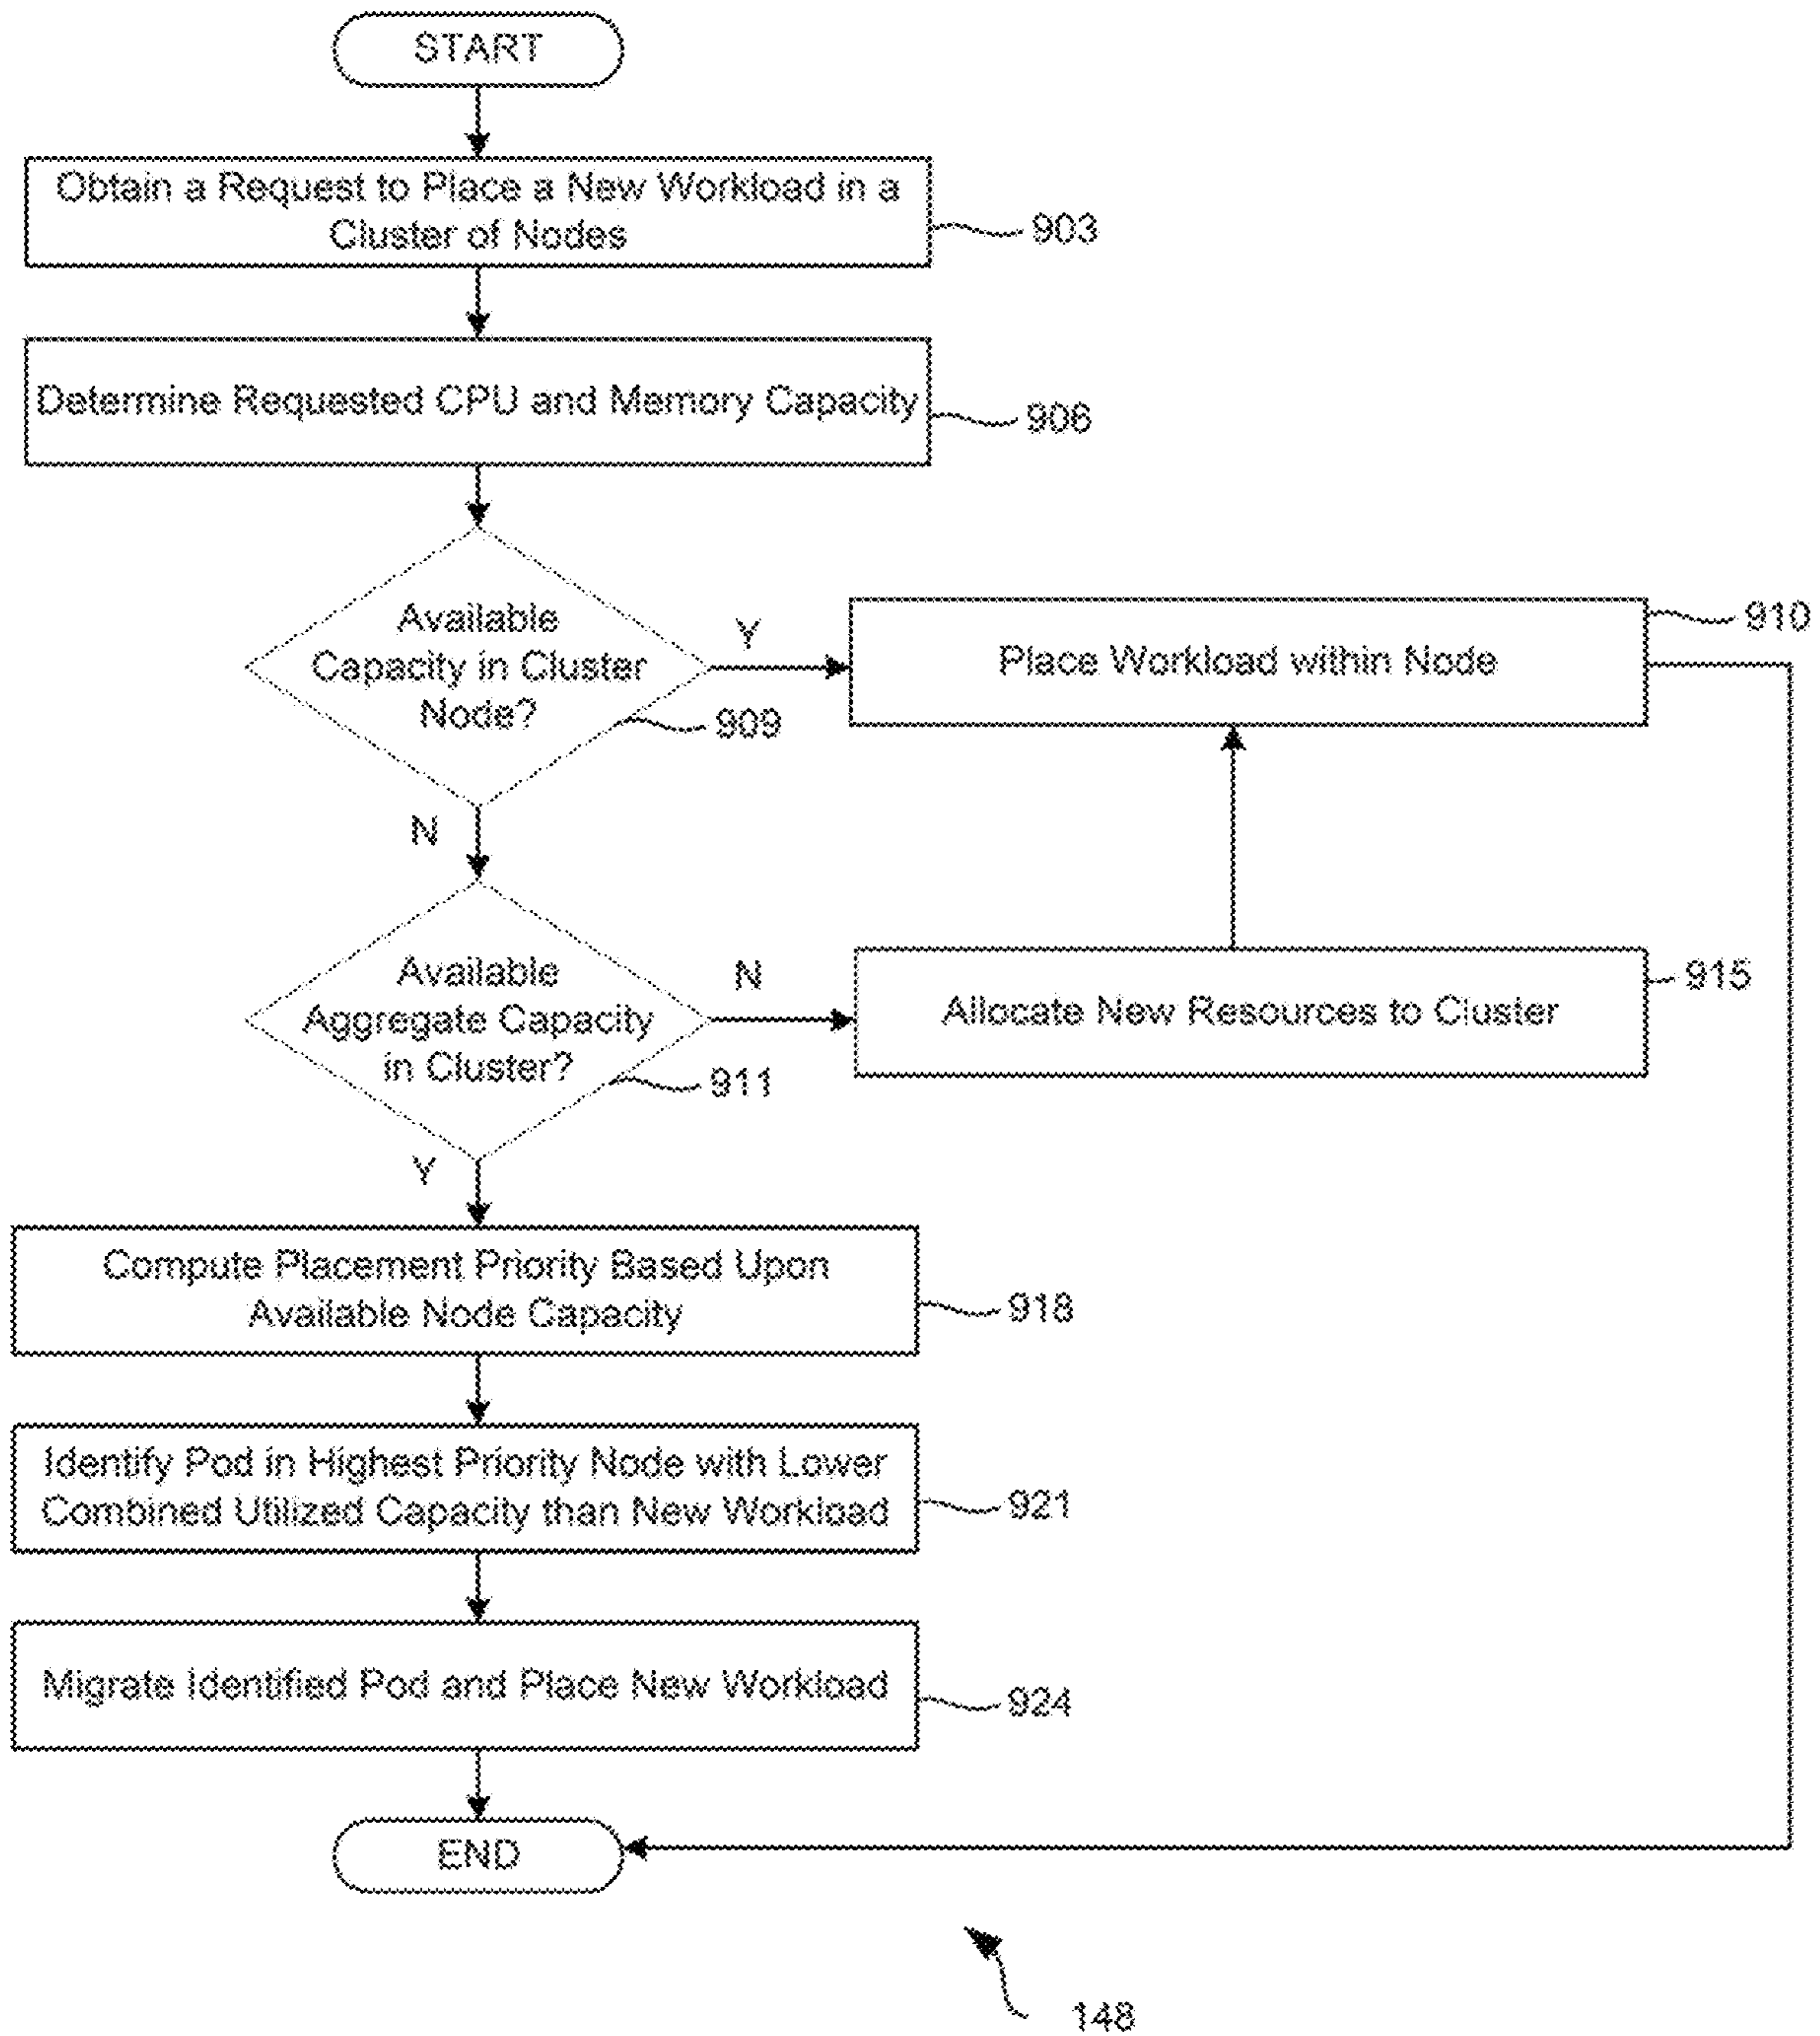 START
Obtain a Request to Place a New Workload in a
Cluster of Nodes
903
Determine Requested CPU and Memory Capacity
906
Available
Capacity in Cluster
Node?
909
Y
Place Workload within Node
910
N
Available
Aggregate Capacity
in Cluster?
911
N
Allocate New Resources to Cluster
915
Y
Compute Placement Priority Based Upon
Available Node Capacity
918
Identify Pod in Highest Priority Node with Lower
Combined Utilized Capacity than New Workload
921
Migrate Identified Pod and Place New Workload
924
END
148